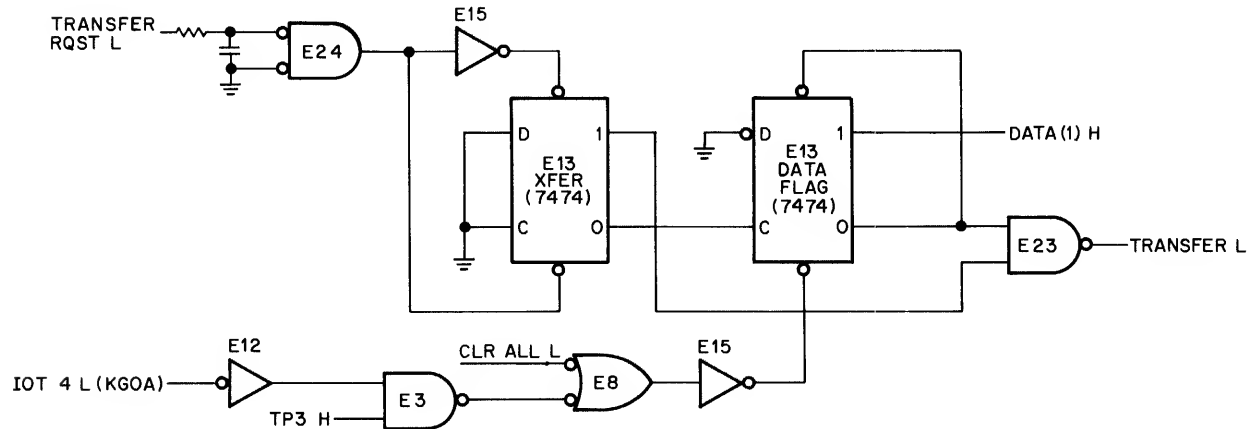 TRANSFER
RQST L
E24
E15
D
1
E13
XFER
(7474)
C
0
D
1
E13
DATA
FLAG
(7474)
C
0
DATA(1) H
E23
TRANSFER L
E12
IOT 4 L (KGOA)
TP3 H
E3
CLR ALL L
E8
E15